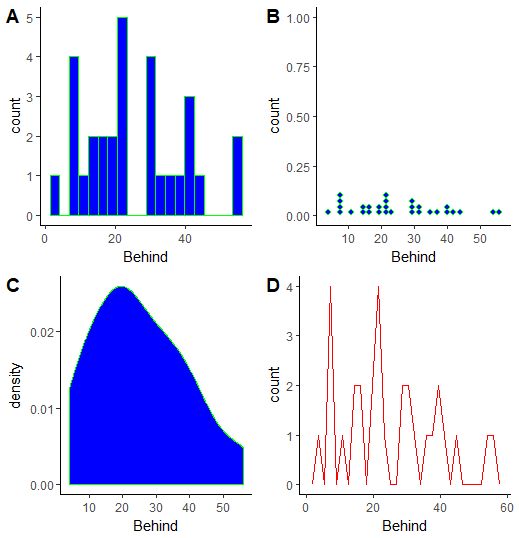 A
count
5
4
3
2
1
0
0 20 40
Behind
B
count
1.00
0.75
0.50
0.25
0.00
10 20 30 40 50
Behind
C
density
0.02
0.01
0.00
10 20 30 40 50
Behind
D
count
4
3
2
1
0
0 20 40 60
Behind